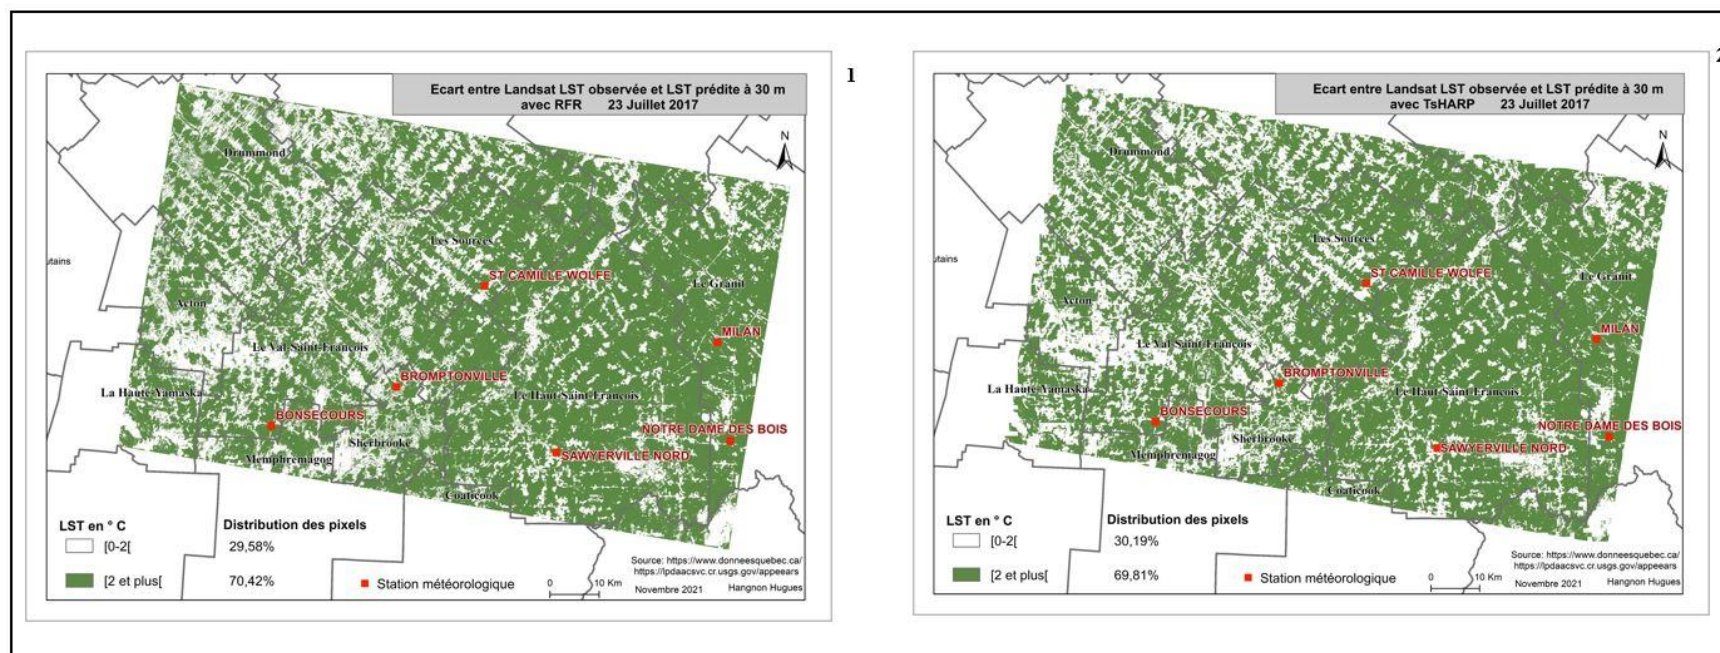 1
Ecart entre Landsat LST observée et LST prédite à 30 m
avec RFR 23 Juillet 2017
N
Drummond
utains
Les Sources
ST CAMILLE WOLFE
Le Granit
Acton
MILAN
Le Val-Saint-François
BROMPTONVILLE
La Haute-Yamaska
Le Haut-Saint-François
BONSECOURS
NOTRE DAME DES BOIS
Sherbrooke
SAWYERVILLE NORD
Memphremagog
Coaticook
LST en ° C
Distribution des pixels
[0-2[
29,58%
[2 et plus[
70,42%
Station météorologique
0 10 Km
Source: https://www.donneesquebec.ca/
https://lpdaacsvc.cr.usgs.gov/appeears
Novembre 2021 Hangnon Hugues
2
Ecart entre Landsat LST observée et LST prédite à 30 m
avec TsHARP 23 Juillet 2017
N
Drummond
utains
Les Sources
ST CAMILLE WOLFE
Le Granit
Acton
MILAN
Le Val-Saint-François
BROMPTONVILLE
La Haute-Yamaska
Le Haut-Saint-François
BONSECOURS
NOTRE DAME DES BOIS
Sherbrooke
SAWYERVILLE NORD
Memphremagog
Coaticook
LST en ° C
Distribution des pixels
[0-2[
30,19%
[2 et plus[
69,81%
Station météorologique
0 10 Km
Source: https://www.donneesquebec.ca/
https://lpdaacsvc.cr.usgs.gov/appeears
Novembre 2021 Hangnon Hugues